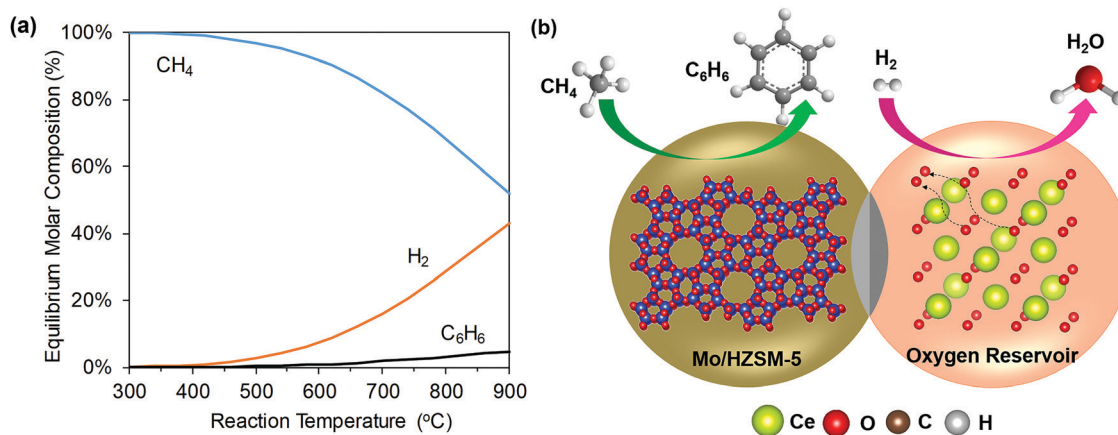 (a)
100%
80%
60%
40%
20%
0%
Equilibrium Molar Composition (%)
CH4
H2
C6H6
300 400 500 600 700 800 900
Reaction Temperature (oC)
(b)
CH4
C6H6
H2
H2O
Mo/HZSM-5
Oxygen Reservoir
Ce O C H